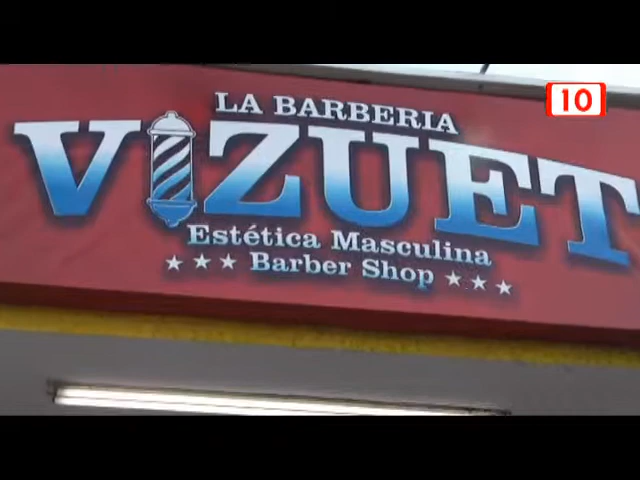 10
LA BARBERIA
VIZUET
Estética Masculina
Barber Shop